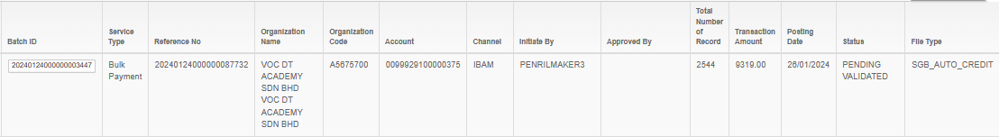 Batch ID
Service
Type
Reference No
Organization
Name
Organization
Code
Account
Channel
Initiate By
Approved By
Total
Number
of
Record
Transaction
Amount
Posting
Date
Status
File Type
20240124000000003447
Bulk
Payment
20240124000000087732
VOC DT
ACADEMY
SDN BHD
VOC DT
ACADEMY
SDN BHD
A5675700
0099929100000375
IBAM
PENRILMAKER3
2544
9319.00
26/01/2024
PENDING
VALIDATED
SGB_AUTO_CREDIT